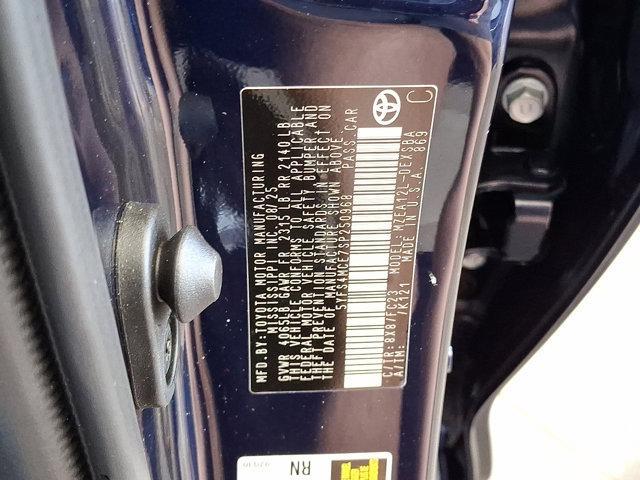 MFD.BY:TOYOTA MOTOR MANUFACTURING
MISSISSIPPI, INC. 08/25
GVWR 4065LB GAWR FR 2315 LB RR 2140 LB
THIS VEHICLE CONFORMS TO ALL APPLICABLE
FEDERAL MOTOR VEHICLE SAFETY, BUMPER AND
THEFT PREVENTION STANDARDS IN EFFECT ON
THE DATE OF MANUFACTURE SHOWN ABOVE.
5YFS4MCE7SP250968 PASS.CAR
C/TR:8X8/FC23 MODEL:MZEA12L-DEXSBA
A/TM: /K121 MADE IN U.S.A. 869
C
RN